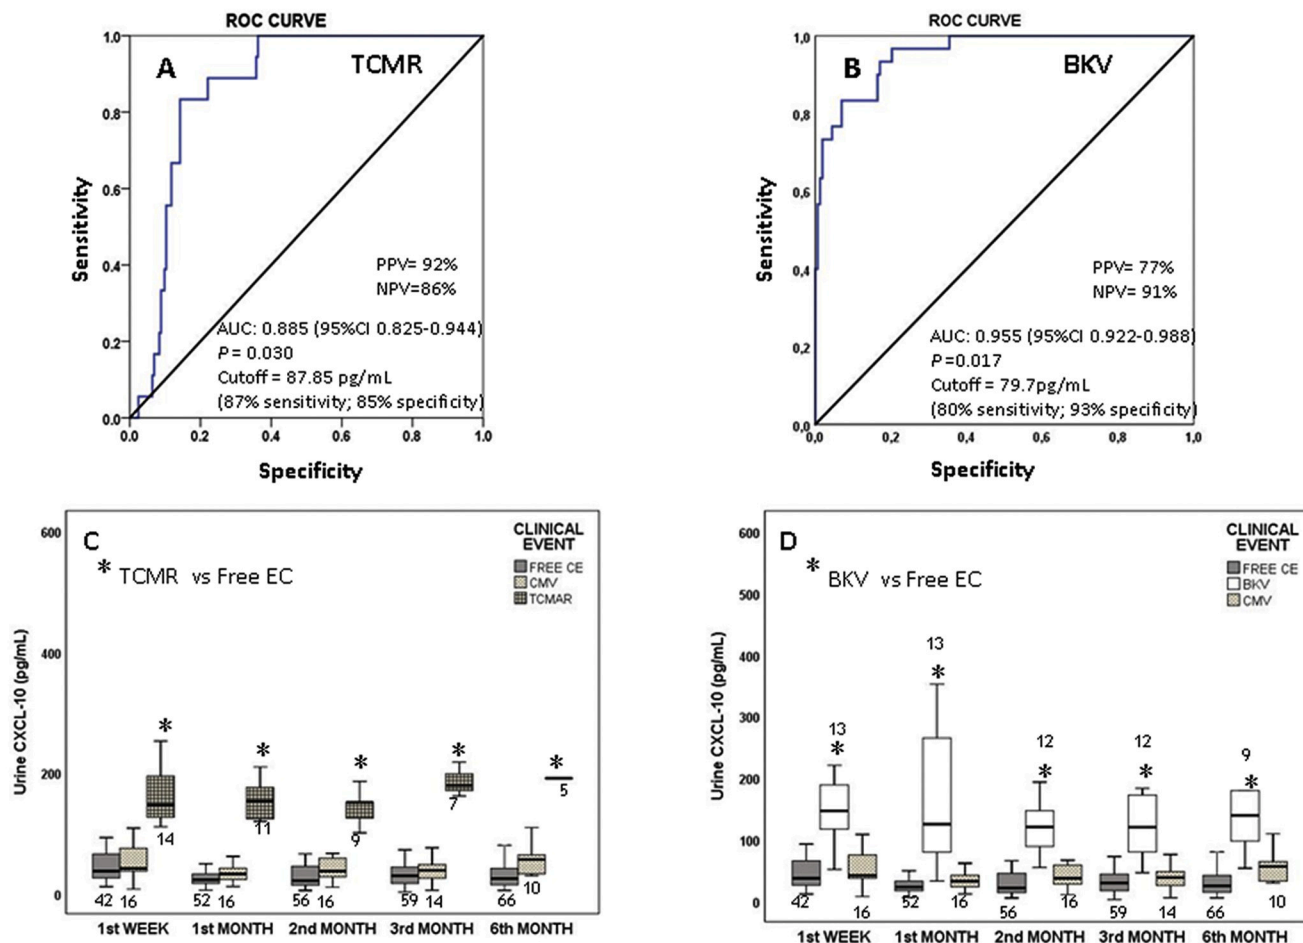 ROC CURVE
A
TCMR
1.0
0.8
0.6
0.4
0.2
0.0
Sensitivity
PPV= 92%
NPV=86%
AUC: 0.885 (95%CI 0.825-0.944)
P = 0.030
Cutoff = 87.85 pg/mL
(87% sensitivity; 85% specificity)
0.0 0.2 0.4 0.6 0.8 1.0
Specificity
ROC CURVE
B
BKV
1,0
0,8
0,6
0,4
0,2
0,0
Sensitivity
PPV= 77%
NPV= 91%
AUC: 0.955 (95%CI 0.922-0.988)
P =0.017
Cutoff = 79.7pg/mL
(80% sensitivity; 93% specificity)
0,0 0,2 0,4 0,6 0,8 1,0
Specificity
C
* TCMR vs Free EC
CLINICAL
EVENT
FREE CE
CMV
TCMAR
Urine CXCL-10 (pg/mL)
600
500
400
300
200
100
0
* * * * *
14 11 9 7 5
42 16 52 16 56 16 59 14 66 10
1st WEEK 1st MONTH 2nd MONTH 3rd MONTH 6th MONTH
D
* BKV vs Free EC
CLINICAL
EVENT
FREE CE
BKV
CMV
Urine CXCL-10 (pg/mL)
600
500
400
300
200
100
0
13 13 12 12 9
* * * * *
42 16 52 16 56 16 59 14 66 10
1st WEEK 1st MONTH 2nd MONTH 3rd MONTH 6th MONTH